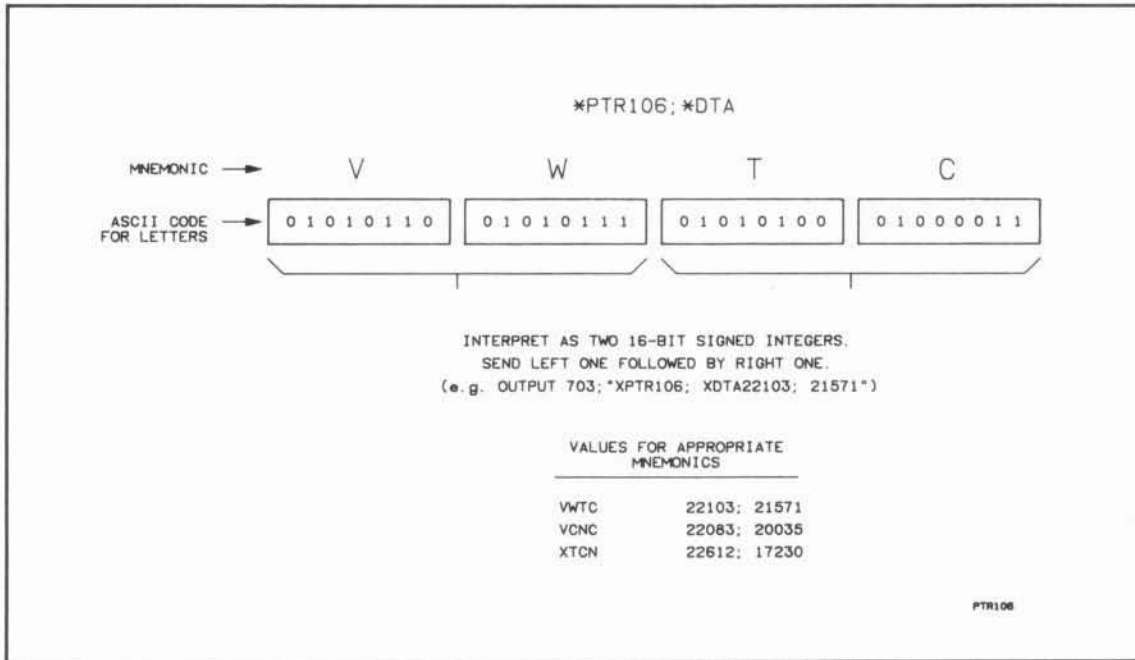 *PTR106; *DTA
MNEMONIC → V W T C
ASCII CODE → 0 1 0 1 0 1 1 0 0 1 0 1 0 1 1 1 0 1 0 1 0 1 0 0 0 1 0 0 0 0 1 1
FOR LETTERS
INTERPRET AS TWO 16-BIT SIGNED INTEGERS.
SEND LEFT ONE FOLLOWED BY RIGHT ONE.
(e.g. OUTPUT 703;"XPTR106; XDTA22103; 21571")
VALUES FOR APPROPRIATE
MNEMONICS
VWTC 22103; 21571
VCNC 22083; 20035
XTCN 22612; 17230
PTR106